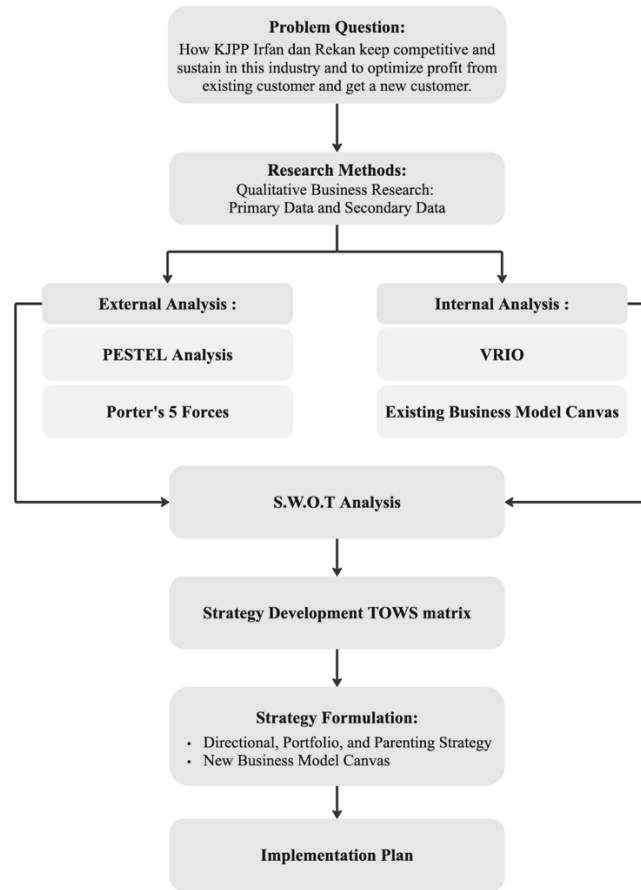 Problem Question:
How KJPP Irfan dan Rekan keep competitive and
sustain in this industry and to optimize profit from
existing customer and get a new customer.
Research Methods:
Qualitative Business Research:
Primary Data and Secondary Data
External Analysis :
PESTEL Analysis
Porter's 5 Forces
Internal Analysis :
VRIO
Existing Business Model Canvas
S.W.O.T Analysis
Strategy Development TOWS matrix
Strategy Formulation:
• Directional, Portfolio, and Parenting Strategy
• New Business Model Canvas
Implementation Plan